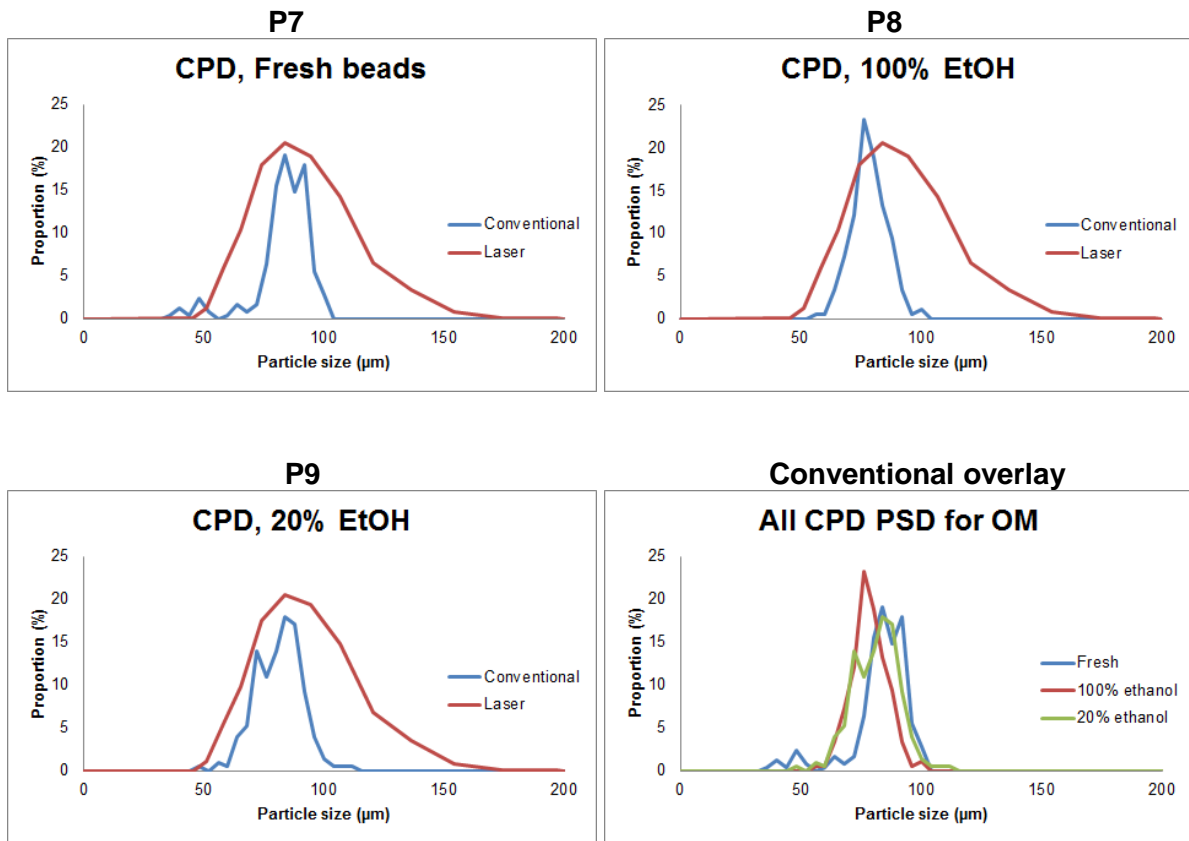 P7
CPD, Fresh beads
25
20
15
10
5
0
Proportion (%)
Conventional
Laser
0 50 100 150 200
Particle size (µm)
P8
CPD, 100% EtOH
25
20
15
10
5
0
Proportion (%)
Conventional
Laser
0 50 100 150 200
Particle size (µm)
P9
CPD, 20% EtOH
25
20
15
10
5
0
Proportion (%)
Conventional
Laser
0 50 100 150 200
Particle size (µm)
Conventional overlay
All CPD PSD for OM
25
20
15
10
5
0
Proportion (%)
Fresh
100% ethanol
20% ethanol
0 50 100 150 200
Particle size (µm)